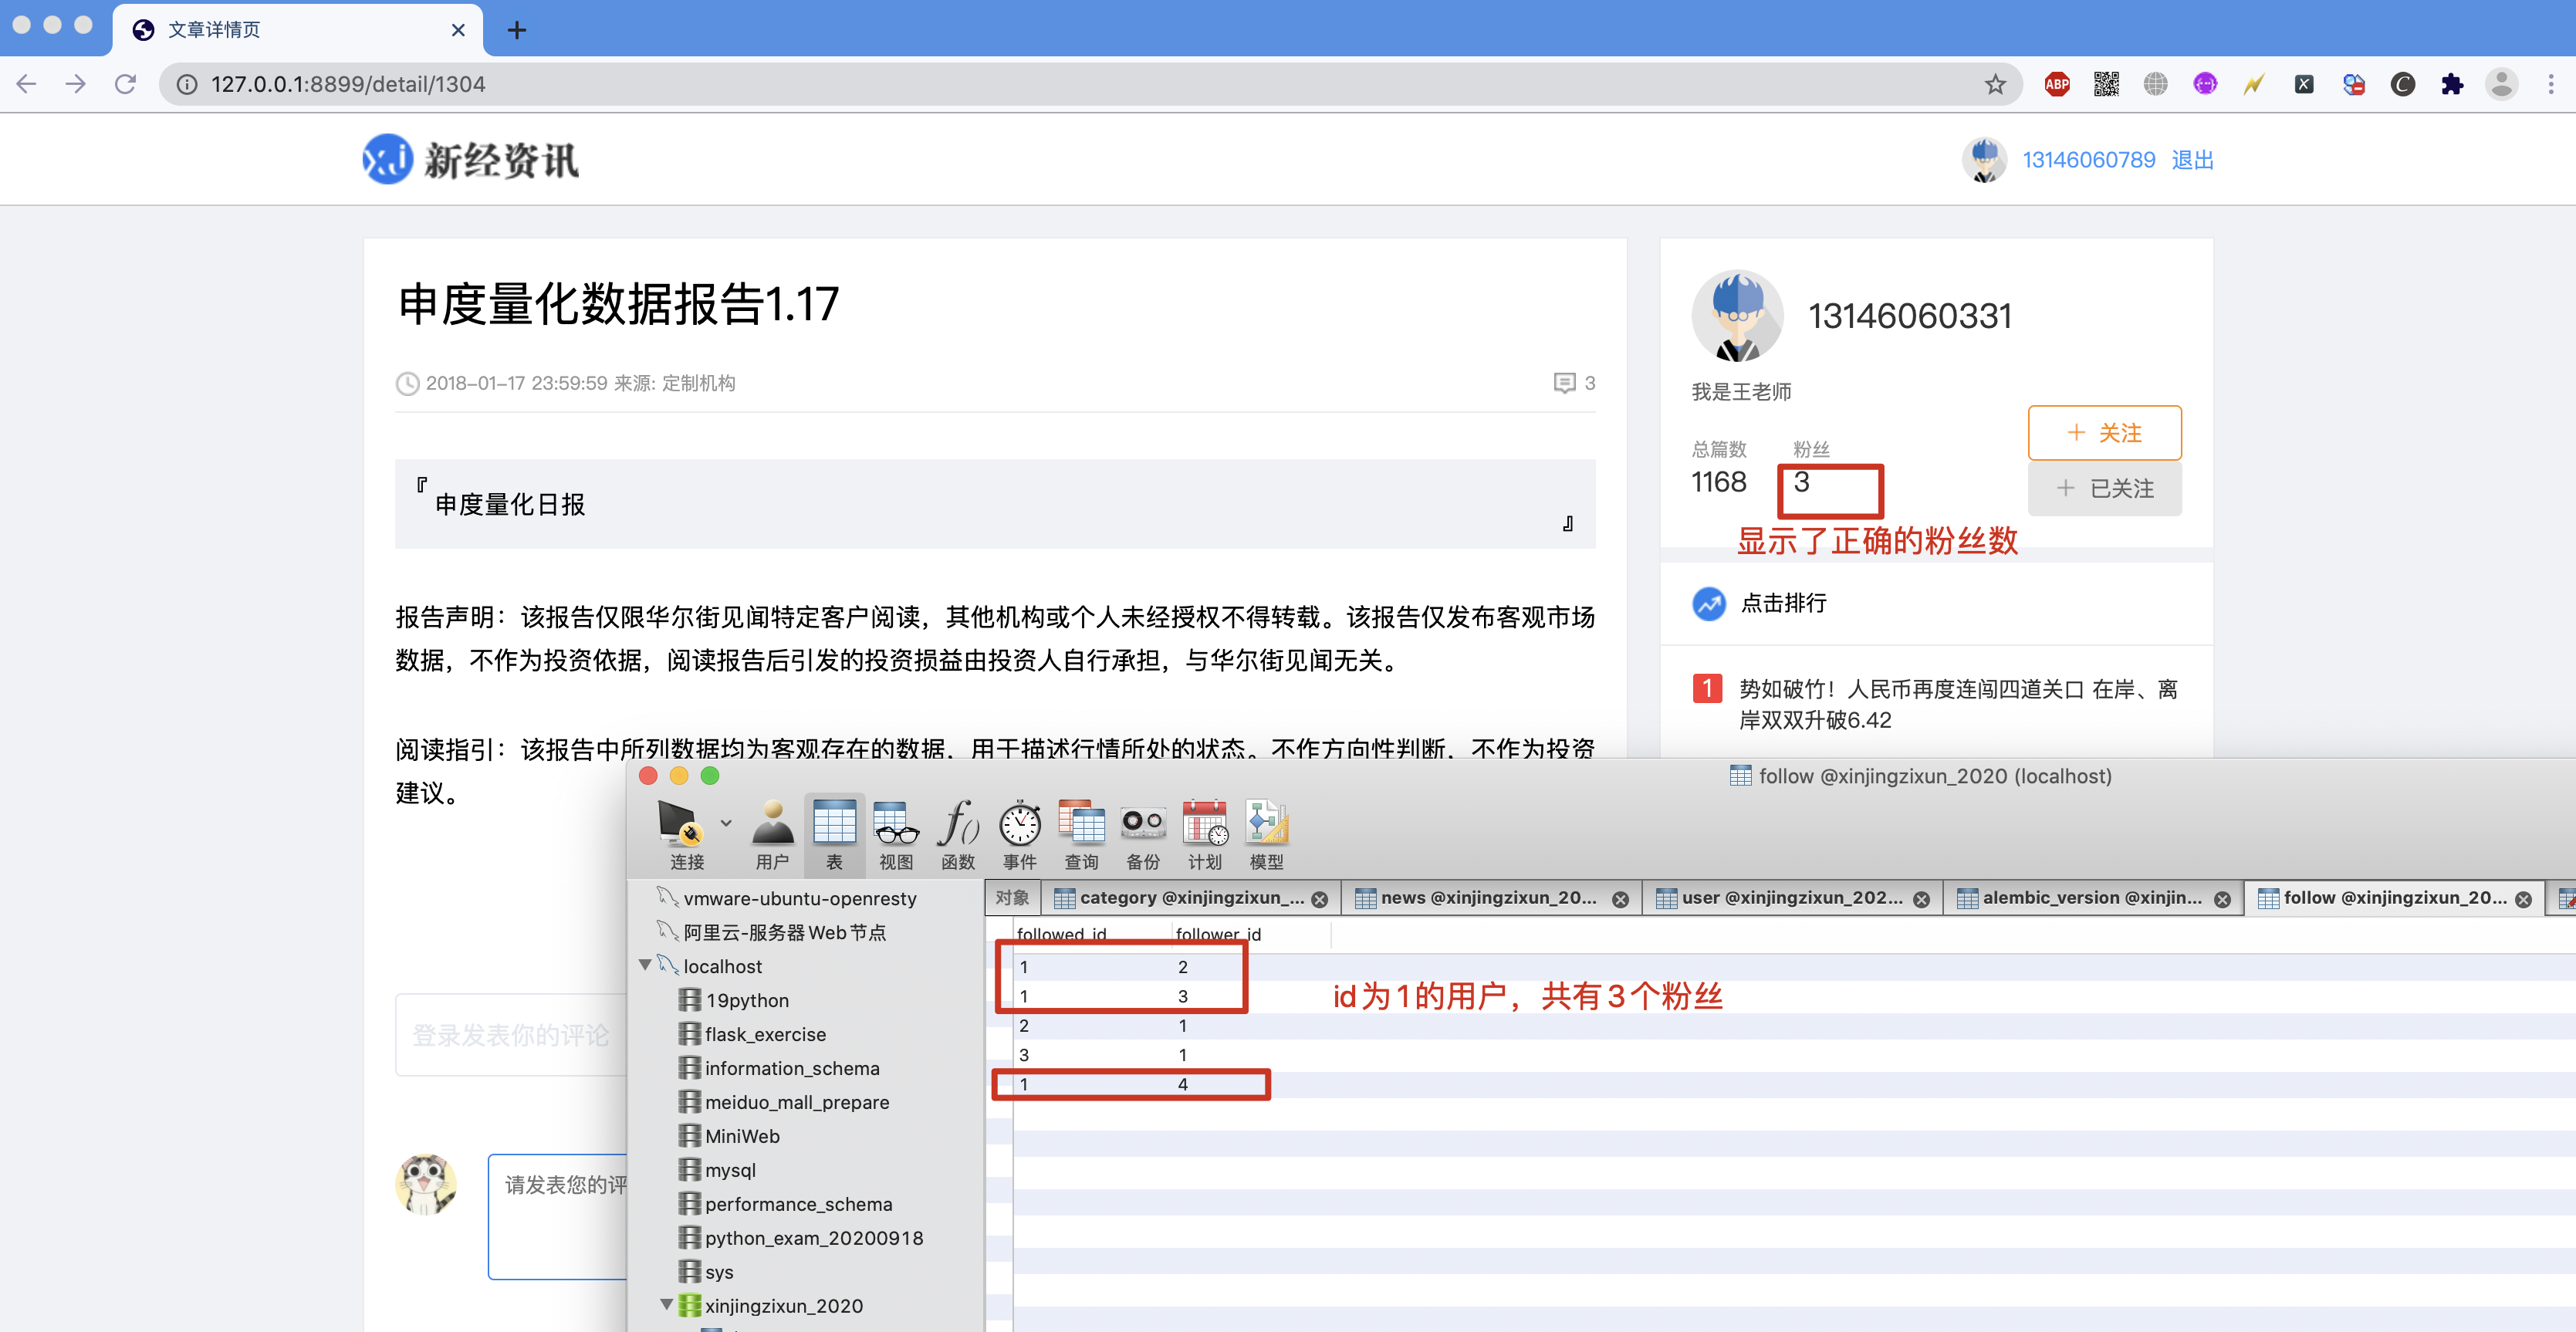 文章详情页
127.0.0.1:8899/detail/1304
ABP
新经资讯
13146060789 退出
申度量化数据报告1.17
2018-01-17 23:59:59 来源: 定制机构
3
『
申度量化日报
』
报告声明：该报告仅限华尔街见闻特定客户阅读，其他机构或个人未经授权不得转载。该报告仅发布客观市场
数据，不作为投资依据，阅读报告后引发的投资损益由投资人自行承担，与华尔街见闻无关。
阅读指引：该报告中所列数据均为客观存在的数据，用于描述行情所处的状态。不作方向性判断，不作为投资
建议。
登录发表你的评论
请发表您的评
13146060331
我是王老师
总篇数 粉丝
1168 3
+ 关注
+ 已关注
显示了正确的粉丝数
点击排行
1 势如破竹！人民币再度连闯四道关口 在岸、离
岸双双升破6.42
follow @xinjingzixun_2020 (localhost)
连接 用户 表 视图 函数 事件 查询 备份 计划 模型
对象 category @xinjingzixun_... news @xinjingzixun_20... user @xinjingzixun_202... alembic_version @xinjin... follow @xinjingzixun_20...
vmware-ubuntu-openresty
阿里云-服务器Web节点
localhost
19python
flask_exercise
information_schema
meiduo_mall_prepare
MiniWeb
mysql
performance_schema
python_exam_20200918
sys
xinjingzixun_2020
followed_id follower_id
1 2
1 3
2 1
3 1
1 4
id为1的用户，共有3个粉丝